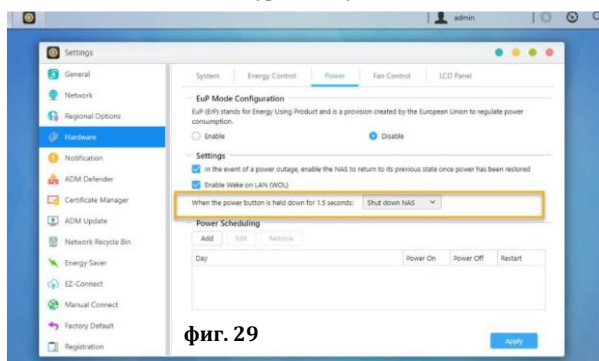 admin
Settings
General
Network
Regional Options
Hardware
Notification
ADM Defender
Certificate Manager
ADM Update
Network Recycle Bin
Energy Saver
EZ-Connect
Manual Connect
Factory Default
Registration
System Energy Control Power Fan Control LCD Panel
EuP Mode Configuration
EuP (ErP) stands for Energy Using Product and is a provision created by the European Union to regulate power
consumption.
Enable Disable
Settings
In the event of a power outage, enable the NAS to return to its previous state once power has been restored
Enable Wake on LAN (WOL)
When the power button is held down for 1.5 seconds: Shut down NAS
Power Scheduling
Add Edit Remove
Day Power On Power Off Restart
фиг. 29
Apply